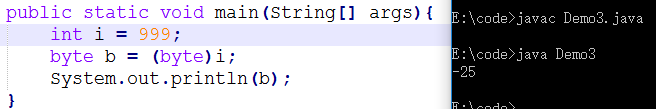 public static void main(String[] args){
int i = 999;
byte b = (byte)i;
System.out.println(b);
}
E:\code>javac Demo3.java
E:\code>java Demo3
-25
E:\code>